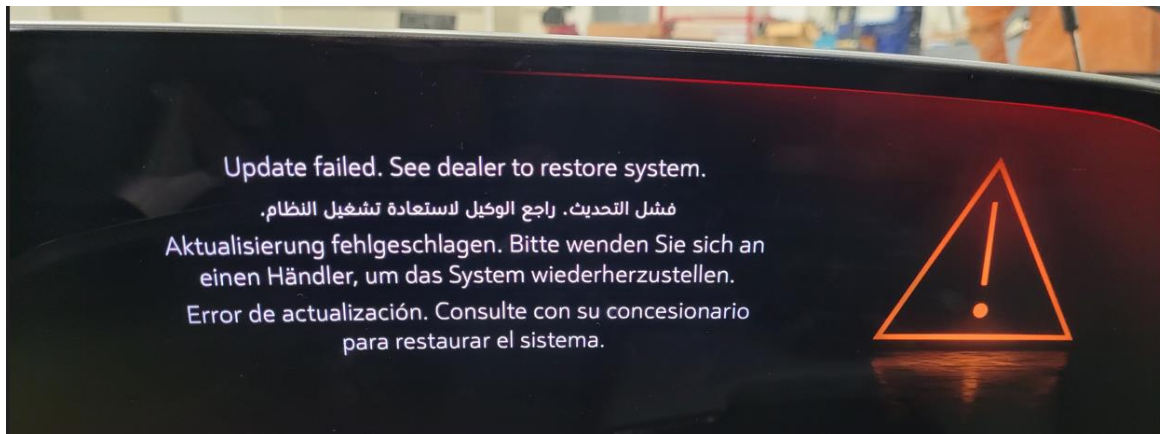 Update failed. See dealer to restore system.
فشل التحديث. راجع الوكيل لاستعادة تشغيل النظام.
Aktualisierung fehlgeschlagen. Bitte wenden Sie sich an
einen Händler, um das System wiederherzustellen.
Error de actualización. Consulte con su concesionario
para restaurar el sistema.